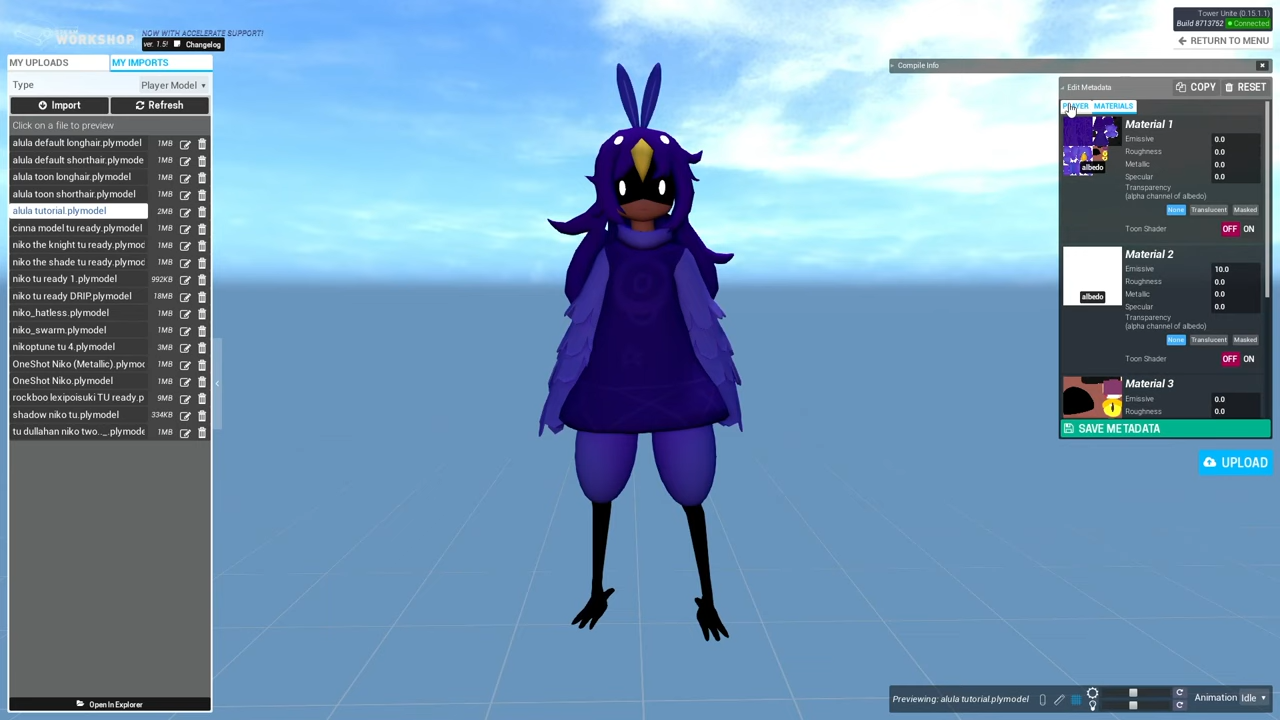 WORKSHOP
NOW WITH ACCELERATE SUPPORT!
ver. 1.5! Changelog
MY UPLOADS MY IMPORTS
Type Player Model
Import Refresh
Click on a file to preview
alula default longhair.plymodel 1MB
alula default shorthair.plymode 1MB
alula toon longhair.plymodel 1MB
alula toon shorthair.plymodel 1MB
alula tutorial.plymodel 2MB
cinna model tu ready.plymodel 1MB
niko the knight tu ready.plymod 1MB
niko the shade tu ready.plymod 1MB
niko tu ready 1.plymodel 992KB
niko tu ready DRIP.plymodel 18MB
niko_hatless.plymodel 1MB
niko_swarm.plymodel 1MB
nikoptune tu 4.plymodel 3MB
OneShot Niko (Metallic).plymod 1MB
OneShot Niko.plymodel 1MB
rockboo lexipoisuki TU ready.p 9MB
shadow niko tu.plymodel 334KB
tu dullahan niko two.._.plymode 1MB
Open In Explorer
Tower Unite (0.15.1.1)
Build 8713752 Connected
RETURN TO MENU
Compile Info
Edit Metadata COPY RESET
PLAYER MATERIALS
Material 1
albedo
Emissive 0.0
Roughness 0.0
Metallic 0.0
Specular 0.0
Transparency
(alpha channel of albedo)
None Translucent Masked
Toon Shader OFF ON
Material 2
albedo
Emissive 10.0
Roughness 0.0
Metallic 0.0
Specular 0.0
Transparency
(alpha channel of albedo)
None Translucent Masked
Toon Shader OFF ON
Material 3
Emissive 0.0
Roughness 0.0
SAVE METADATA
UPLOAD
Previewing: alula tutorial.plymodel
Animation Idle